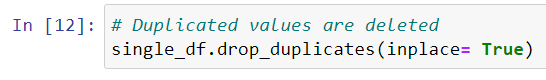 In [12]: # Duplicated values are deleted
single_df.drop_duplicates(inplace= True)